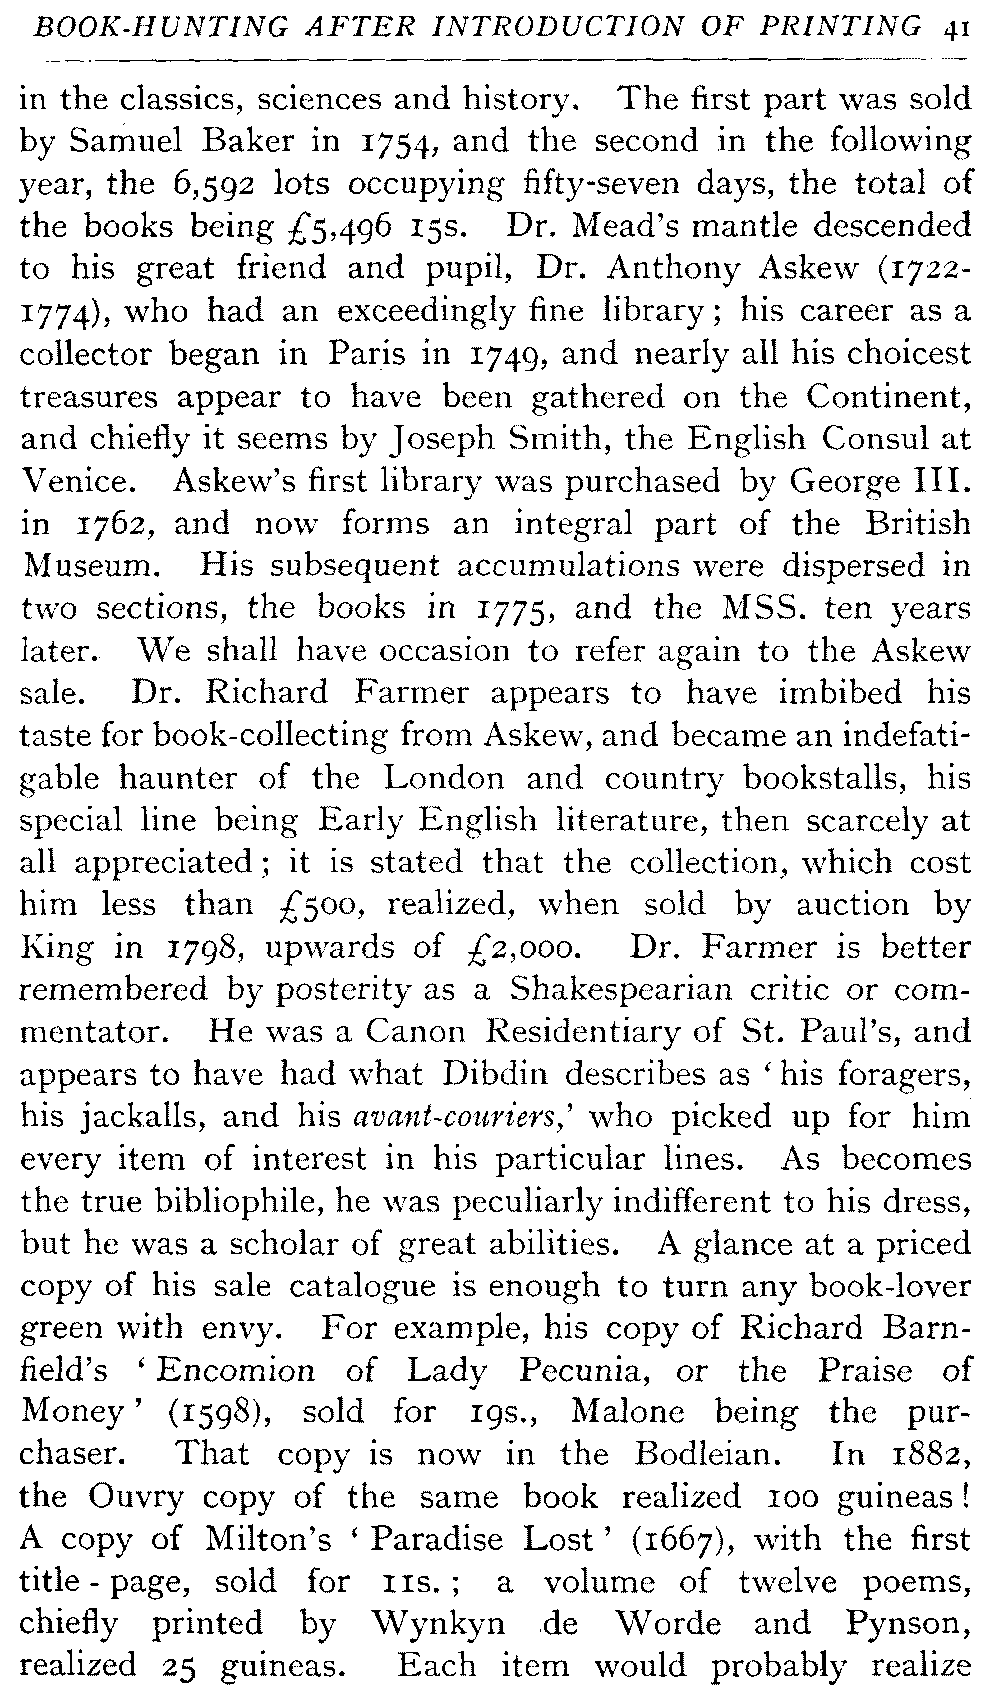 BOOK-HUNTING AFTER INTRODUCTION OF PRINTING 41
in the classics, sciences and history. The first part was sold
by Samuel Baker in 1754, and the second in the following
year, the 6,592 lots occupying fifty-seven days, the total of
the books being £5,496 15s. Dr. Mead's mantle descended
to his great friend and pupil, Dr. Anthony Askew (1722-
1774), who had an exceedingly fine library; his career as a
collector began in Paris in 1749, and nearly all his choicest
treasures appear to have been gathered on the Continent,
and chiefly it seems by Joseph Smith, the English Consul at
Venice. Askew's first library was purchased by George III.
in 1762, and now forms an integral part of the British
Museum. His subsequent accumulations were dispersed in
two sections, the books in 1775, and the MSS. ten years
later. We shall have occasion to refer again to the Askew
sale. Dr. Richard Farmer appears to have imbibed his
taste for book-collecting from Askew, and became an indefati-
gable haunter of the London and country bookstalls, his
special line being Early English literature, then scarcely at
all appreciated; it is stated that the collection, which cost
him less than £500, realized, when sold by auction by
King in 1798, upwards of £2,000. Dr. Farmer is better
remembered by posterity as a Shakespearian critic or com-
mentator. He was a Canon Residentiary of St. Paul's, and
appears to have had what Dibdin describes as 'his foragers,
his jackalls, and his avant-couriers,' who picked up for him
every item of interest in his particular lines. As becomes
the true bibliophile, he was peculiarly indifferent to his dress,
but he was a scholar of great abilities. A glance at a priced
copy of his sale catalogue is enough to turn any book-lover
green with envy. For example, his copy of Richard Barn-
field's 'Encomion of Lady Pecunia, or the Praise of
Money' (1598), sold for 19s., Malone being the pur-
chaser. That copy is now in the Bodleian. In 1882,
the Ouvry copy of the same book realized 100 guineas!
A copy of Milton's 'Paradise Lost' (1667), with the first
title-page, sold for 11s.; a volume of twelve poems,
chiefly printed by Wynkyn de Worde and Pynson,
realized 25 guineas. Each item would probably realize